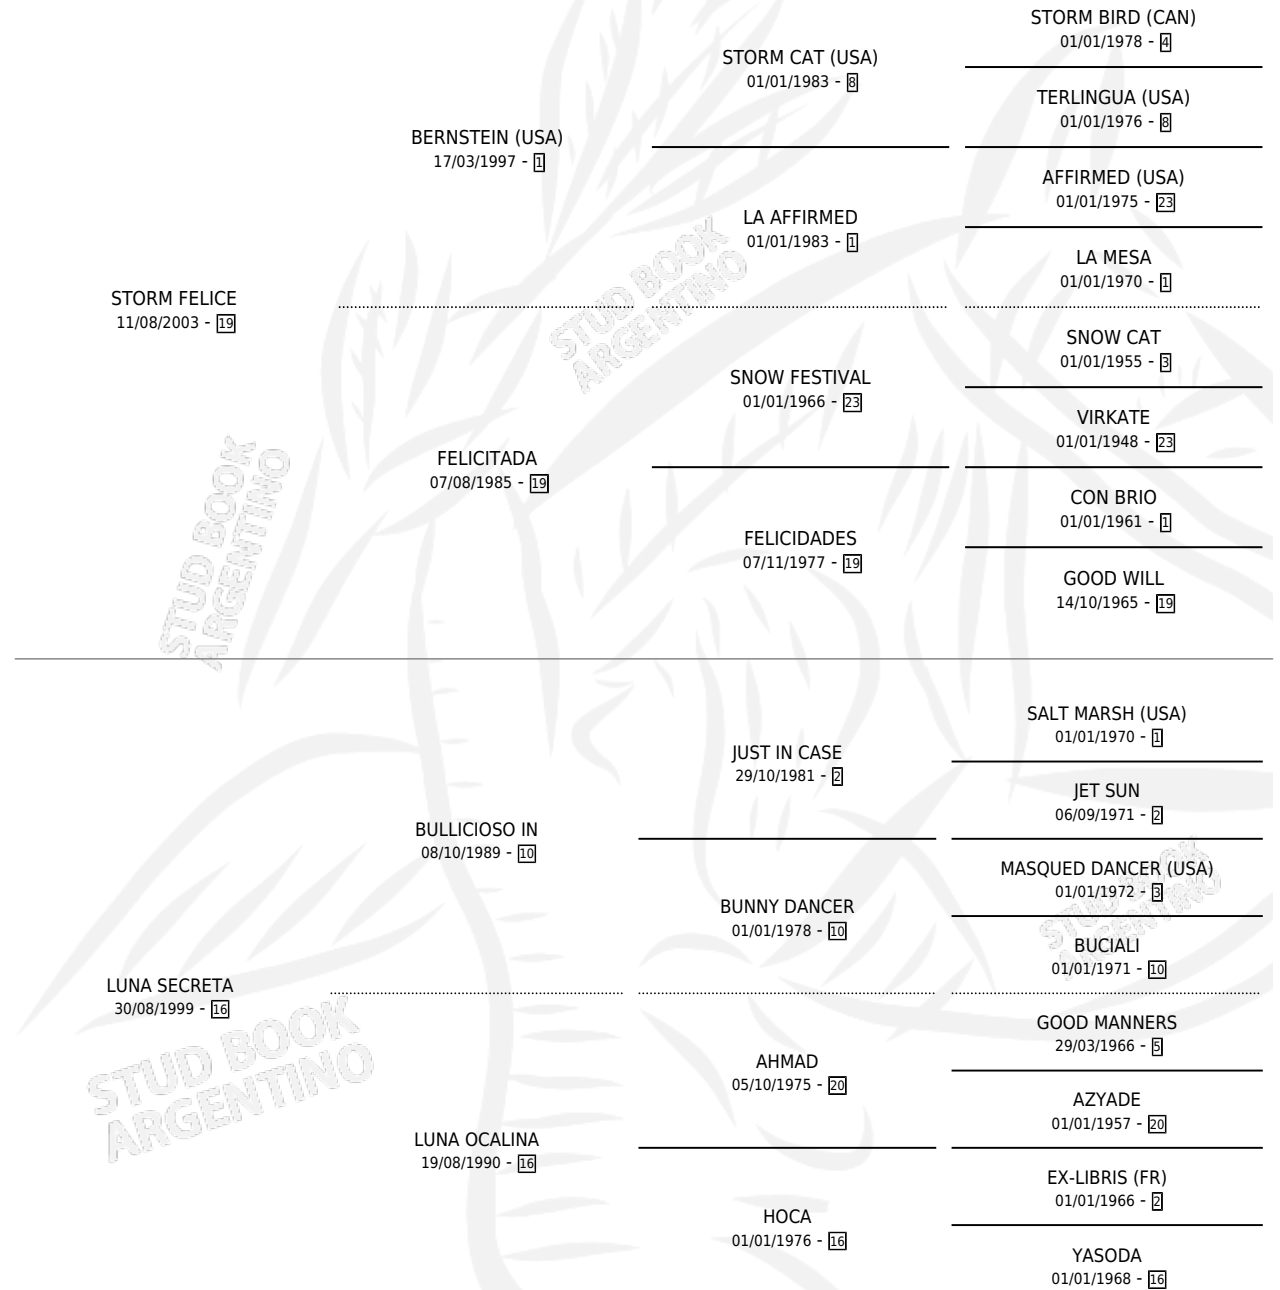 STORM BIRD (CAN)
01/01/1978 - 4
STORM CAT (USA)
01/01/1983 - 8
TERLINGUA (USA)
01/01/1976 - 8
BERNSTEIN (USA)
17/03/1997 - 1
AFFIRMED (USA)
01/01/1975 - 23
LA AFFIRMED
01/01/1983 - 1
LA MESA
01/01/1970 - 1
STORM FELICE
11/08/2003 - 19
STUD BOOK
ARGENTINO
SNOW CAT
01/01/1955 - 3
SNOW FESTIVAL
01/01/1966 - 23
VIRKATE
01/01/1948 - 23
FELICITADA
07/08/1985 - 19
CON BRIO
01/01/1961 - 1
FELICIDADES
07/11/1977 - 19
GOOD WILL
14/10/1965 - 19
STUD BOOK
ARGENTINO
SALT MARSH (USA)
01/01/1970 - 1
JUST IN CASE
29/10/1981 - 2
JET SUN
06/09/1971 - 2
BULLICIOSO IN
08/10/1989 - 10
MASQUED DANCER (USA)
01/01/1972 - 3
BUNNY DANCER
01/01/1978 - 10
STUD BOOK
ARGENTINO
BUCIALI
01/01/1971 - 10
LUNA SECRETA
30/08/1999 - 16
GOOD MANNERS
29/03/1966 - 5
AHMAD
05/10/1975 - 20
AZYADE
01/01/1957 - 20
STUD BOOK
ARGENTINO
LUNA OCALINA
19/08/1990 - 16
EX-LIBRIS (FR)
01/01/1966 - 2
HOCA
01/01/1976 - 16
YASODA
01/01/1968 - 16